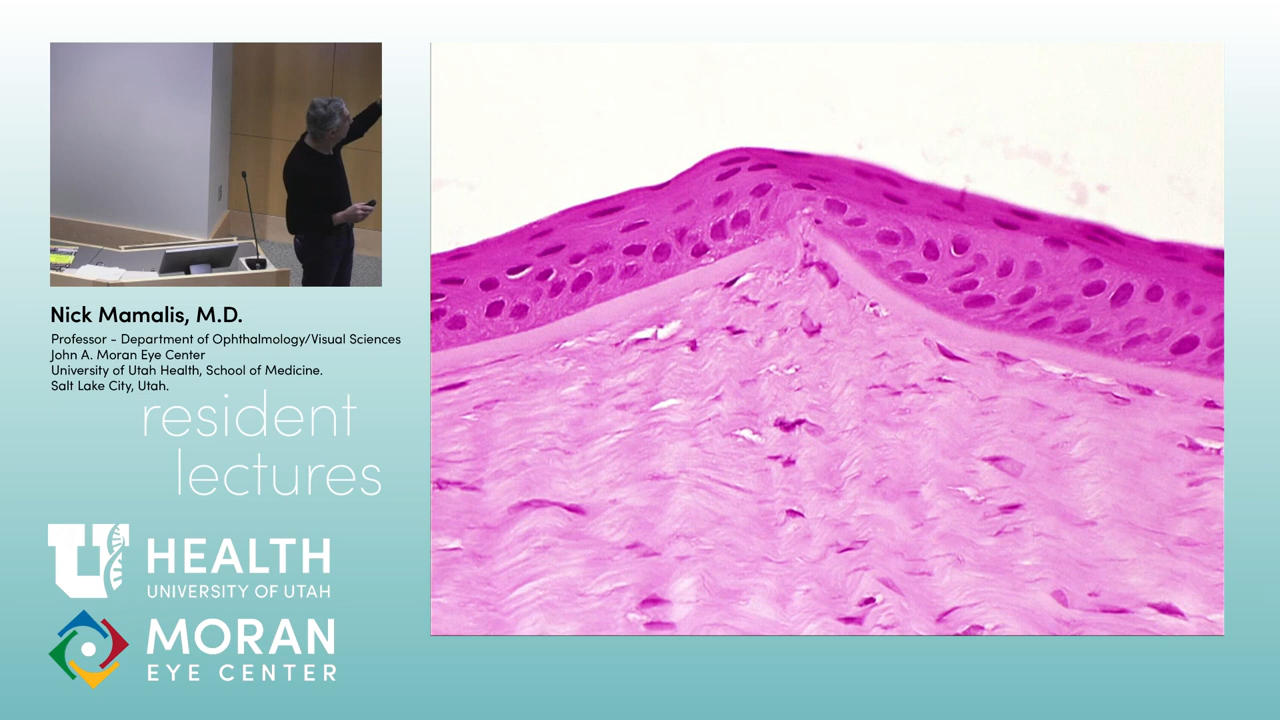 Nick Mamalis, M.D.
Professor - Department of Ophthalmology/Visual Sciences
John A. Moran Eye Center
University of Utah Health, School of Medicine.
Salt Lake City, Utah.
resident
lectures
U HEALTH
UNIVERSITY OF UTAH
MORAN
EYE CENTER